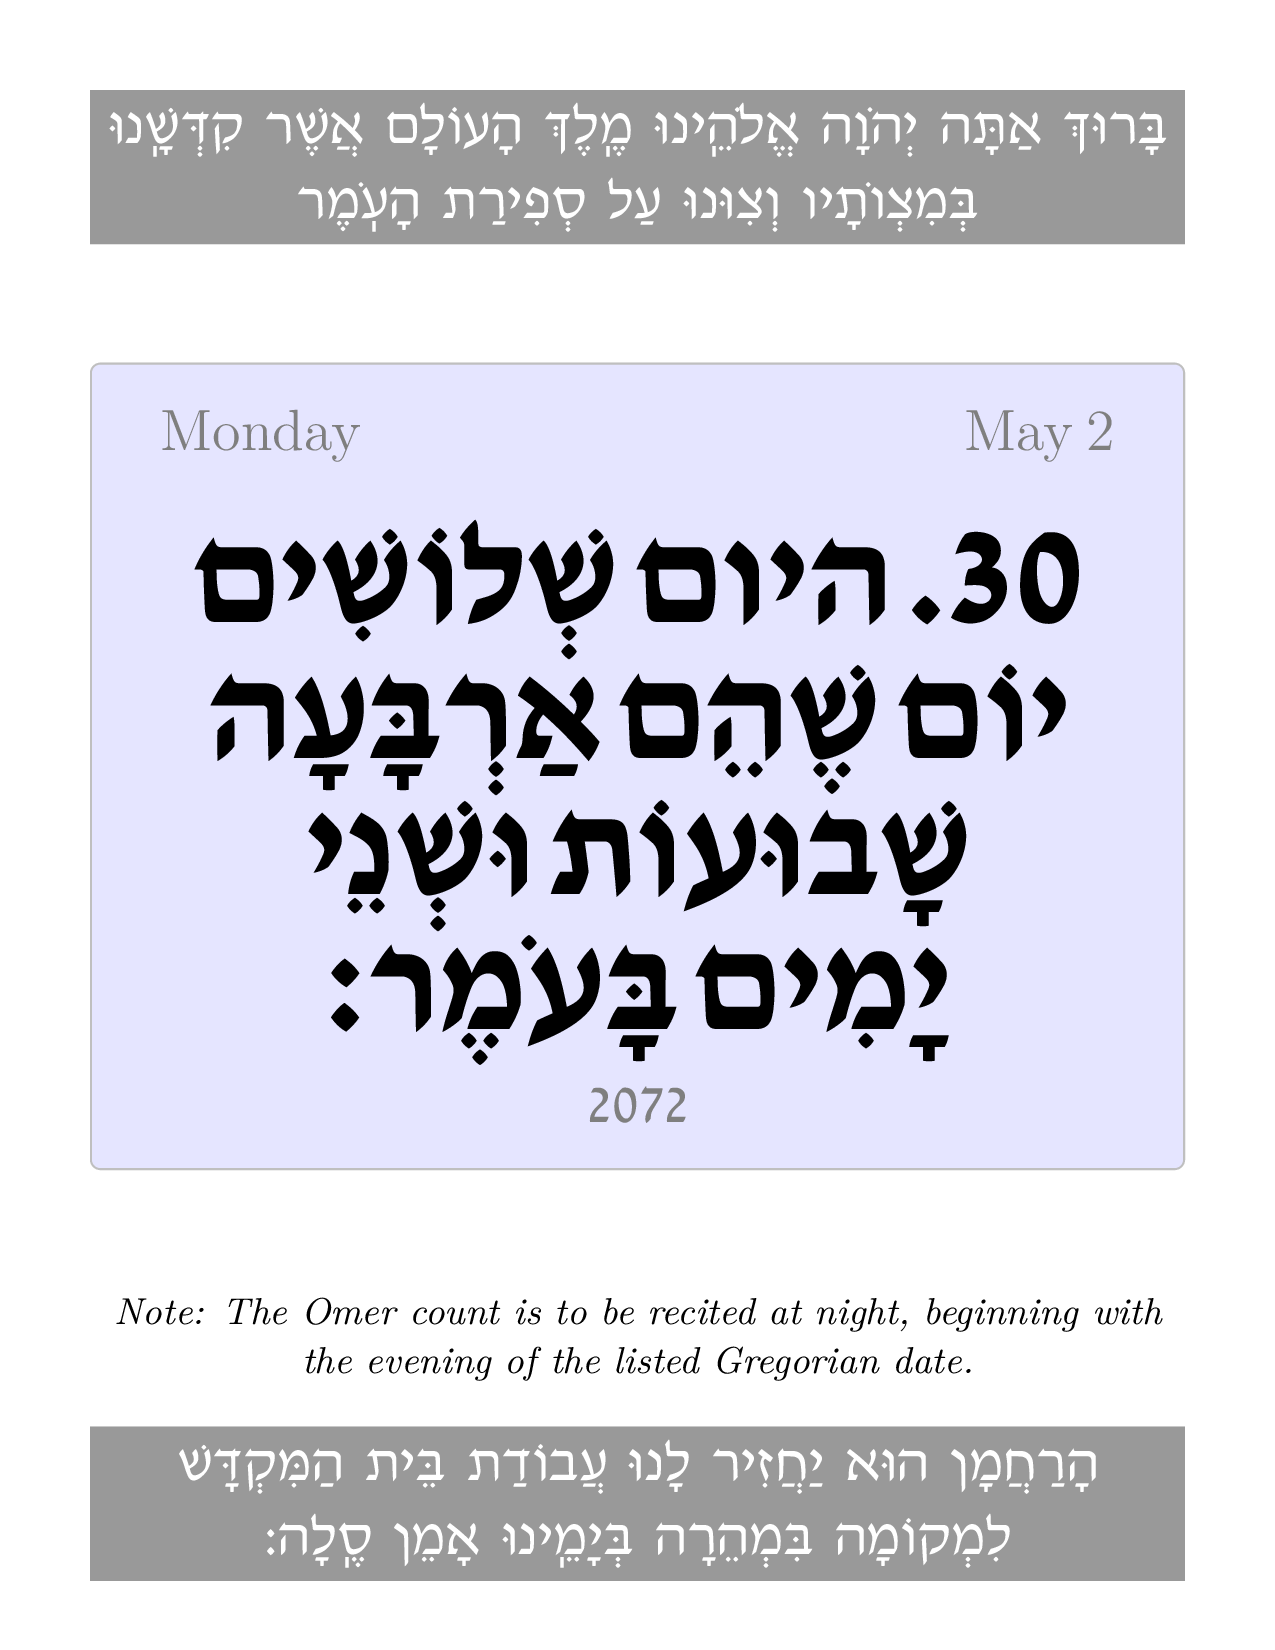 בָּרוּךְ אַתָּה יְהֹוָה אֱלֹהֵֽינוּ מֶֽלֶךְ הָעוֹלָם אֲשֶׁר קִדְּשָֽׁנוּ
בְּמִצְוֹתָיו וְצִוּנוּ עַל סְפִירַת הָעֹֽמֶר
Monday May 2
30. היום שְׁלוֹשִׁים
יוֹם שֶׁהֵם אַרְבָּעָה
שָׁבוּעוֹת וּשְׁנֵי
יָמִים בָּעֹמֶר:
2072
Note: The Omer count is to be recited at night, beginning with
the evening of the listed Gregorian date.
הָרַחֲמָן הוּא יַחֲזִיר לָנוּ עֲבוֹדַת בֵּית הַמִּקְדָּשׁ
לִמְקוֹמָה בִּמְהֵרָה בְּיָמֵֽינוּ אָמֵן סֶֽלָה: